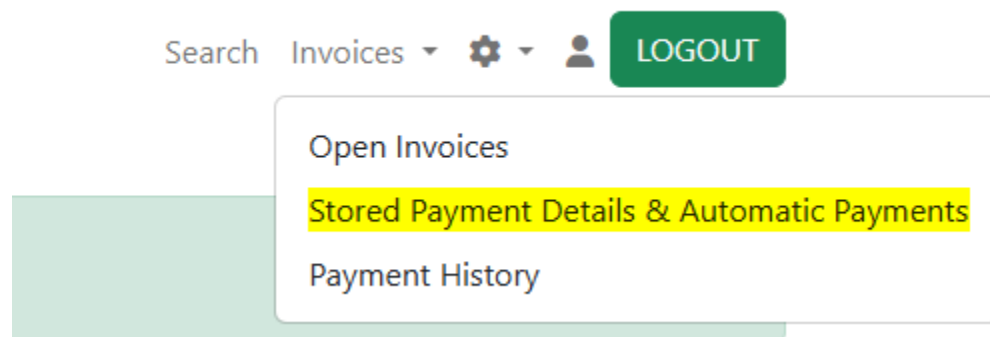 Search Invoices LOGOUT
Open Invoices
Stored Payment Details & Automatic Payments
Payment History